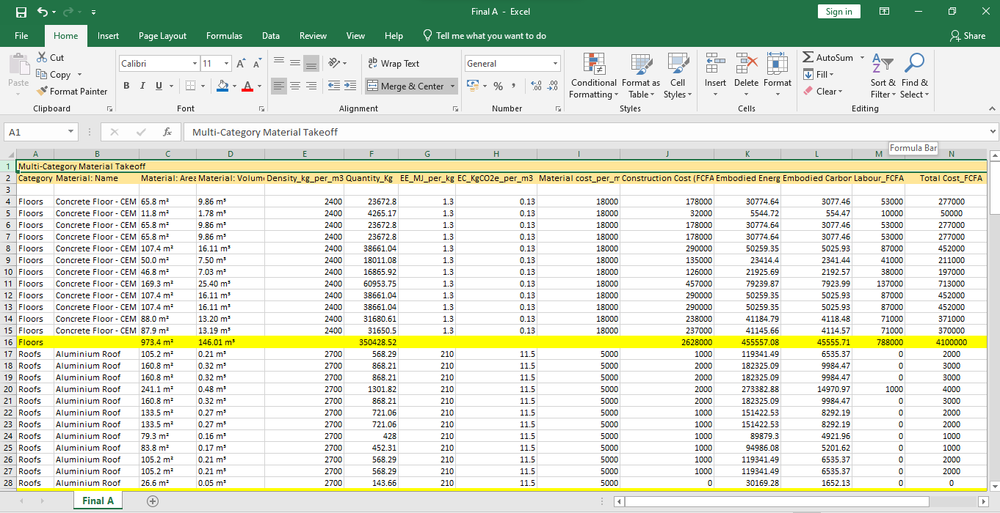 Final A - Excel
Sign in
File Home Insert Page Layout Formulas Data Review View Help Tell me what you want to do Share
Paste
Cut
Copy
Format Painter
Clipboard
Calibri 11 A A
B I U A
Font
Wrap Text
Merge & Center
Alignment
General
% ,
Number
Conditional Formatting
Format as Table
Cell Styles
Styles
Insert Delete Format
Cells
AutoSum
Fill
Clear
Sort & Filter
Find & Select
Editing
A1 fx Multi-Category Material Takeoff
Formula Bar
A B C D E F G H I J K L M N
1 Multi-Category Material Takeoff
2 Category Material: Name Material: Area Material: Volum Density_kg_per_m3 Quantity_Kg EE_MJ_per_kg EC_KgCO2e_per_m3 Material cost_per_m Construction Cost (FCFA Embodied Energ Embodied Carbor Labour_FCFA Total Cost_FCFA
3
4 Floors Concrete Floor - CEM 65.8 m² 9.86 m³ 2400 23672.8 1.3 0.13 18000 178000 30774.64 3077.46 53000 277000
5 Floors Concrete Floor - CEM 11.8 m² 1.78 m³ 2400 4265.17 1.3 0.13 18000 32000 5544.72 554.47 10000 50000
6 Floors Concrete Floor - CEM 65.8 m² 9.86 m³ 2400 23672.8 1.3 0.13 18000 178000 30774.64 3077.46 53000 277000
7 Floors Concrete Floor - CEM 65.8 m² 9.86 m³ 2400 23672.8 1.3 0.13 18000 178000 30774.64 3077.46 53000 277000
8 Floors Concrete Floor - CEM 107.4 m² 16.11 m³ 2400 38661.04 1.3 0.13 18000 290000 50259.35 5025.93 87000 452000
9 Floors Concrete Floor - CEM 50.0 m² 7.50 m³ 2400 18011.08 1.3 0.13 18000 135000 23414.4 2341.44 41000 211000
10 Floors Concrete Floor - CEM 46.8 m² 7.03 m³ 2400 16865.92 1.3 0.13 18000 126000 21925.69 2192.57 38000 197000
11 Floors Concrete Floor - CEM 169.3 m² 25.40 m³ 2400 60953.75 1.3 0.13 18000 457000 79239.87 7923.99 137000 713000
12 Floors Concrete Floor - CEM 107.4 m² 16.11 m³ 2400 38661.04 1.3 0.13 18000 290000 50259.35 5025.93 87000 452000
13 Floors Concrete Floor - CEM 107.4 m² 16.11 m³ 2400 38661.04 1.3 0.13 18000 290000 50259.35 5025.93 87000 452000
14 Floors Concrete Floor - CEM 88.0 m² 13.20 m³ 2400 31680.61 1.3 0.13 18000 238000 41184.79 4118.48 71000 371000
15 Floors Concrete Floor - CEM 87.9 m² 13.19 m³ 2400 31650.5 1.3 0.13 18000 237000 41145.66 4114.57 71000 370000
16 Floors 973.4 m² 146.01 m³ 350428.52 2628000 455557.08 45555.71 788000 4100000
17 Roofs Aluminium Roof 105.2 m² 0.21 m³ 2700 568.29 210 11.5 5000 1000 119341.49 6535.37 0 2000
18 Roofs Aluminium Roof 160.8 m² 0.32 m³ 2700 868.21 210 11.5 5000 2000 182325.09 9984.47 0 3000
19 Roofs Aluminium Roof 160.8 m² 0.32 m³ 2700 868.21 210 11.5 5000 2000 182325.09 9984.47 0 3000
20 Roofs Aluminium Roof 241.1 m² 0.48 m³ 2700 1301.82 210 11.5 5000 2000 273382.88 14970.97 1000 4000
21 Roofs Aluminium Roof 160.8 m² 0.32 m³ 2700 868.21 210 11.5 5000 2000 182325.09 9984.47 0 3000
22 Roofs Aluminium Roof 133.5 m² 0.27 m³ 2700 721.06 210 11.5 5000 1000 151422.53 8292.19 0 2000
23 Roofs Aluminium Roof 133.5 m² 0.27 m³ 2700 721.06 210 11.5 5000 1000 151422.53 8292.19 0 2000
24 Roofs Aluminium Roof 79.3 m² 0.16 m³ 2700 428 210 11.5 5000 1000 89879.3 4921.96 0 1000
25 Roofs Aluminium Roof 83.8 m² 0.17 m³ 2700 452.31 210 11.5 5000 1000 94986.08 5201.62 0 1000
26 Roofs Aluminium Roof 105.2 m² 0.21 m³ 2700 568.29 210 11.5 5000 1000 119341.49 6535.37 0 2000
27 Roofs Aluminium Roof 105.2 m² 0.21 m³ 2700 568.29 210 11.5 5000 1000 119341.49 6535.37 0 2000
28 Roofs Aluminium Roof 26.6 m² 0.05 m³ 2700 143.66 210 11.5 5000 0 30169.28 1652.13 0 0
Final A